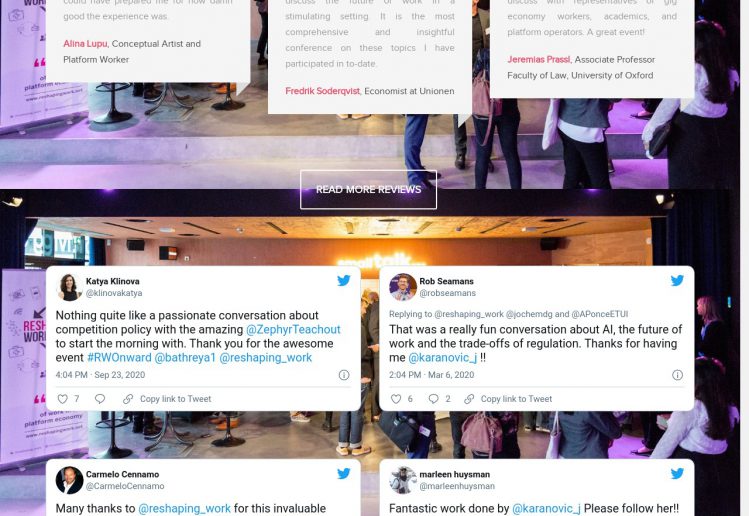 could have prepared me for how damn
good the experience was.
Alina Lupu, Conceptual Artist and
Platform Worker
discuss the future of work in a
stimulating setting. It is the most
comprehensive and insightful
conference on these topics I have
participated in to-date.
Fredrik Soderqvist, Economist at Unionen
discuss with representatives of gig
economy workers, academics, and
platform operators. A great event!
Jeremias Prassl, Associate Professor
Faculty of Law, University of Oxford
READ MORE REVIEWS
Katya Klinova
@klinovakatya
Nothing quite like a passionate conversation about
competition policy with the amazing @ZephyrTeachout
to start the morning with. Thank you for the awesome
event #RWOnward @bathreya1 @reshaping_work
4:04 PM · Sep 23, 2020
7
Copy link to Tweet
Rob Seamans
@robseamans
Replying to @reshaping_work @jochemdg and @APonceETUI
That was a really fun conversation about AI, the future of
work and the trade-offs of regulation. Thanks for having
me @karanovic_j !!
2:04 PM · Mar 6, 2020
6
2
Copy link to Tweet
Carmelo Cennamo
@CarmeloCennamo
Many thanks to @reshaping_work for this invaluable
marleen huysman
@marleenhuysman
Fantastic work done by @karanovic_j Please follow her!!